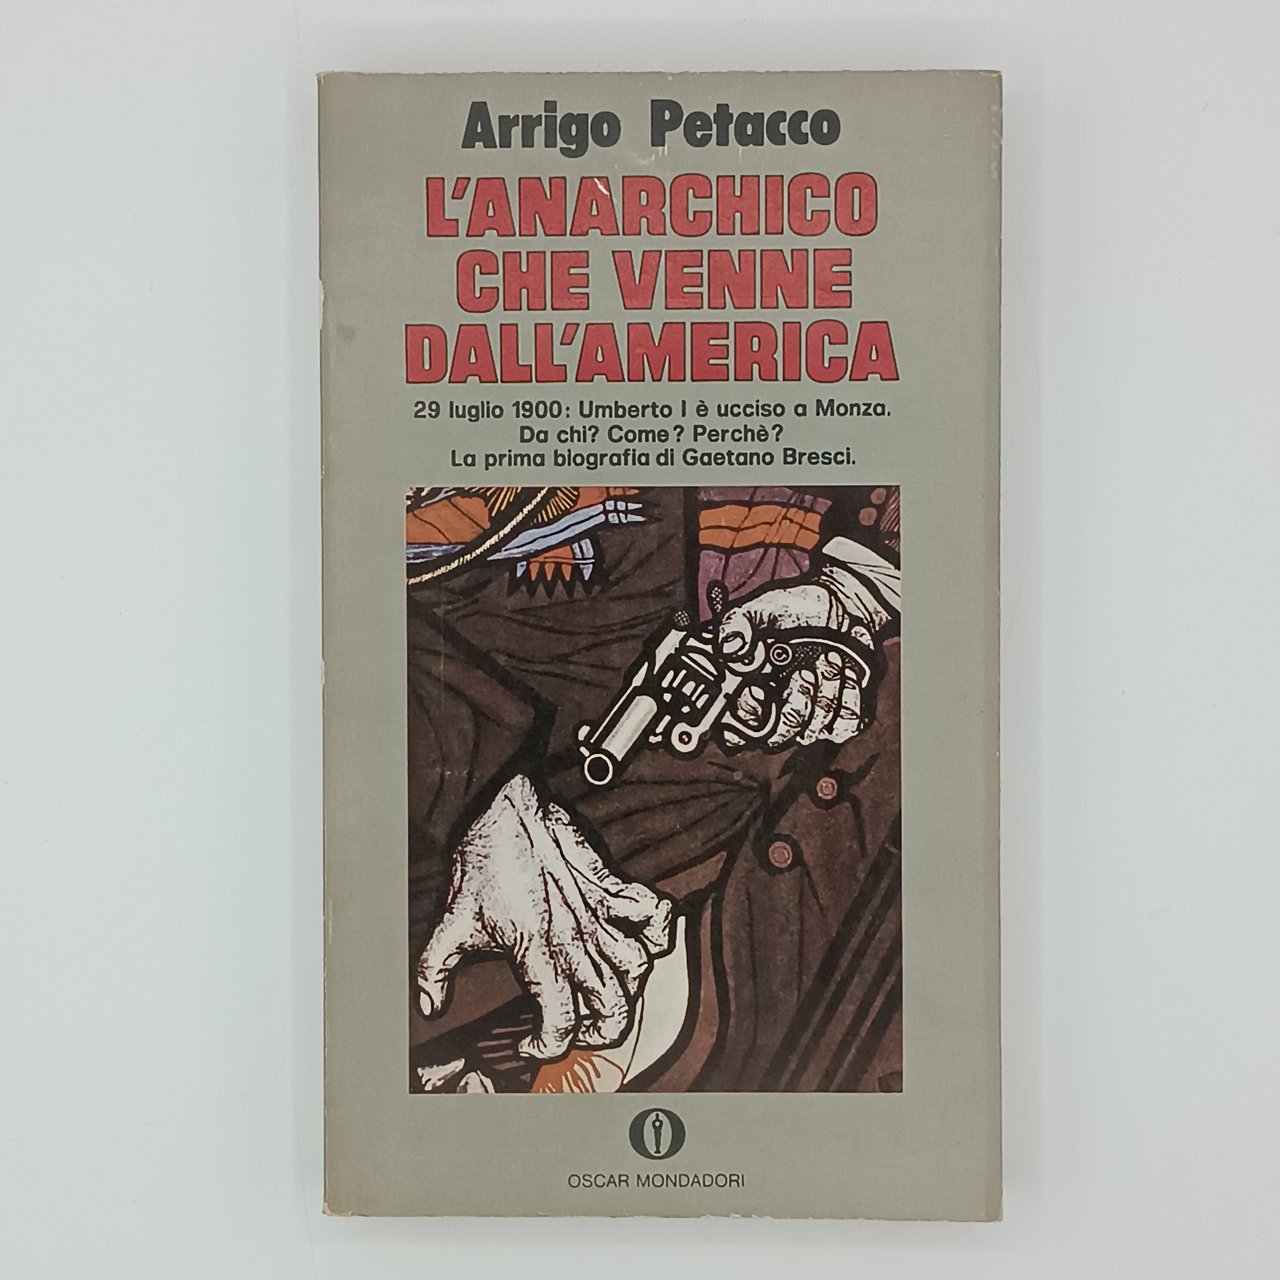 Arrigo Petacco
L'ANARCHICO
CHE VENNE
DALL'AMERICA
29 luglio 1900: Umberto I è ucciso a Monza.
Da chi? Come? Perchè?
La prima biografia di Gaetano Bresci.
OSCAR MONDADORI